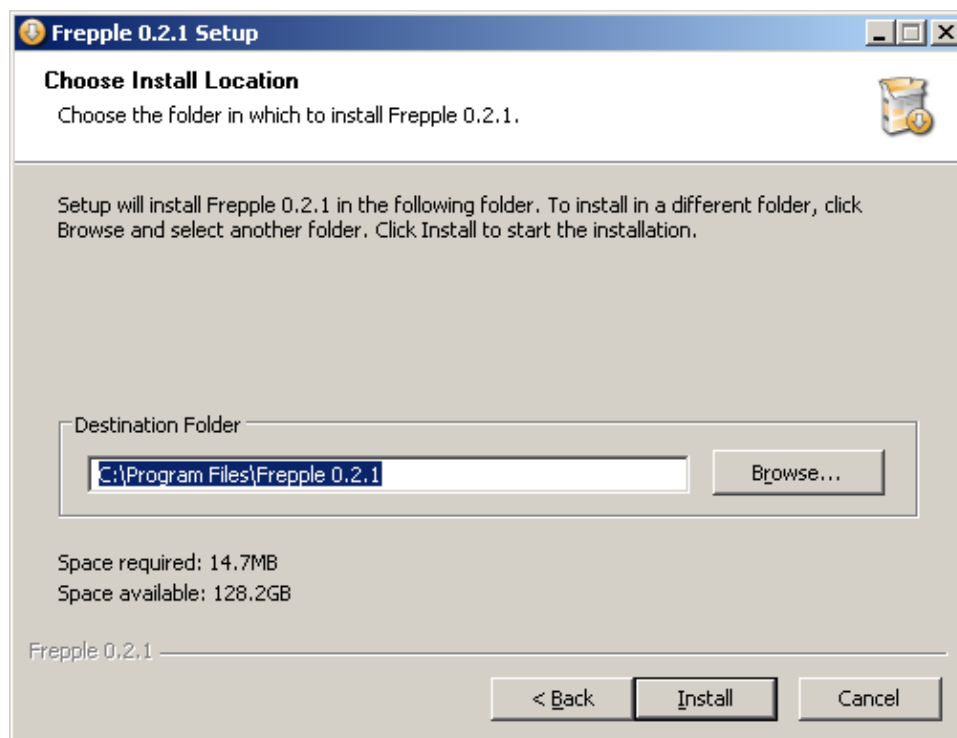 Frepple 0.2.1 Setup
Choose Install Location
Choose the folder in which to install Frepple 0.2.1.
Setup will install Frepple 0.2.1 in the following folder. To install in a different folder, click
Browse and select another folder. Click Install to start the installation.
Destination Folder
C:\Program Files\Frepple 0.2.1
Browse...
Space required: 14.7MB
Space available: 128.2GB
Frepple 0.2.1
< Back
Install
Cancel